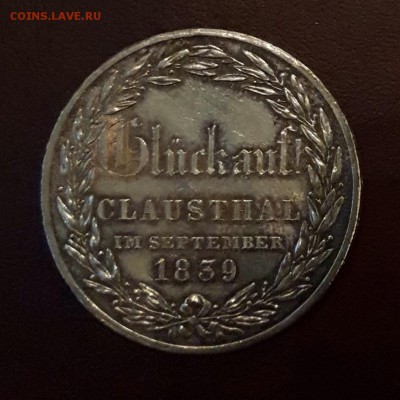 COINS.LAVE.RU
Glückauf!
CLAUSTHAL
IM SEPTEMBER
1839